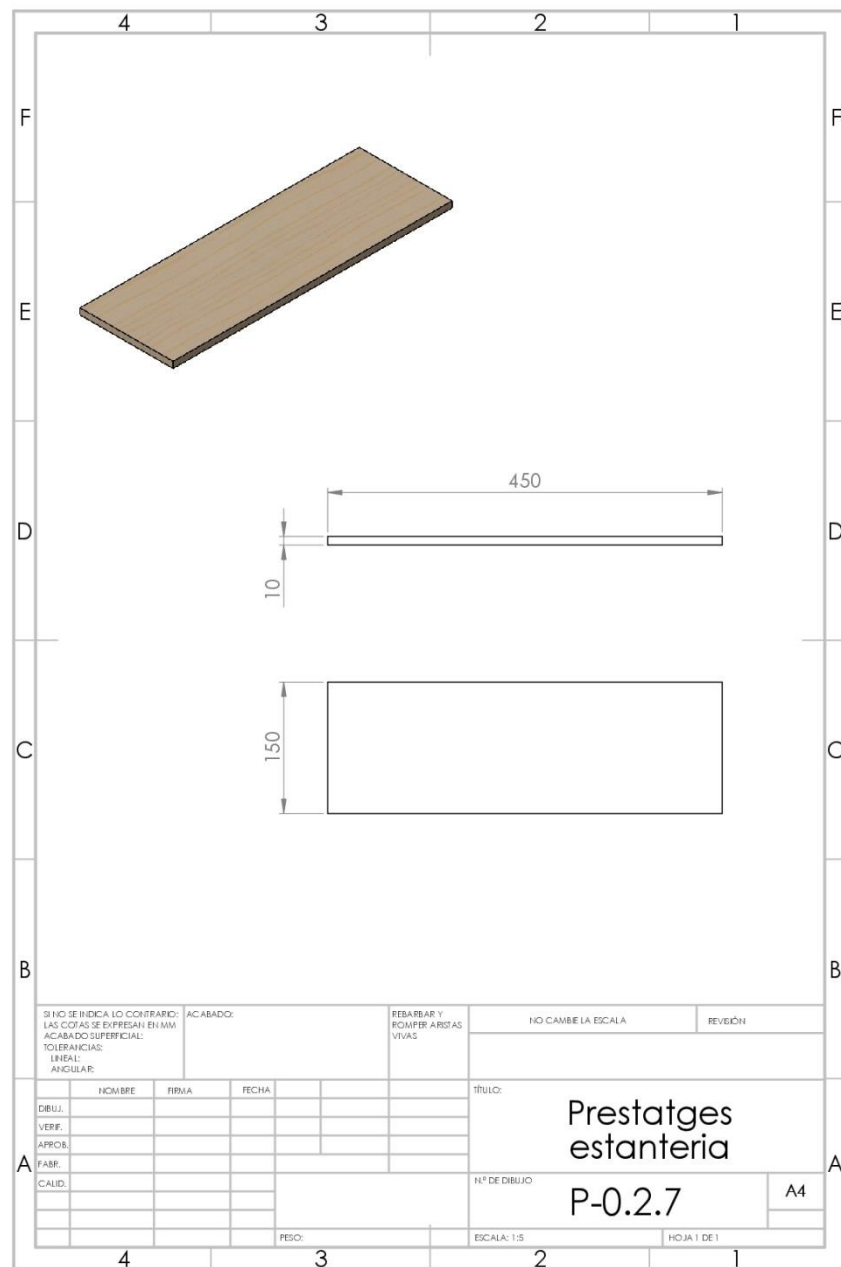 4 3 2 1
F F
E E
450
D D
10
150
C C
B B
SI NO SE INDICA LO CONTRARIO:
LAS COTAS SE EXPRESAN EN MM
ACABADO SUPERFICIAL:
TOLERANCIAS:
LINEAL:
ANGULAR:
ACABADO:
REBARBAR Y
ROMPER ARISTAS
VIVAS
NO CAMBIE LA ESCALA
REVISIÓN
NOMBRE FIRMA FECHA
DIBUJ.
VERIF.
APROB.
FABR.
CALID.
TÍTULO:
Prestatges
estanteria
A A
N.º DE DIBUJO
P-0.2.7
A4
PESO:
ESCALA: 1:5
HOJA 1 DE 1
4 3 2 1